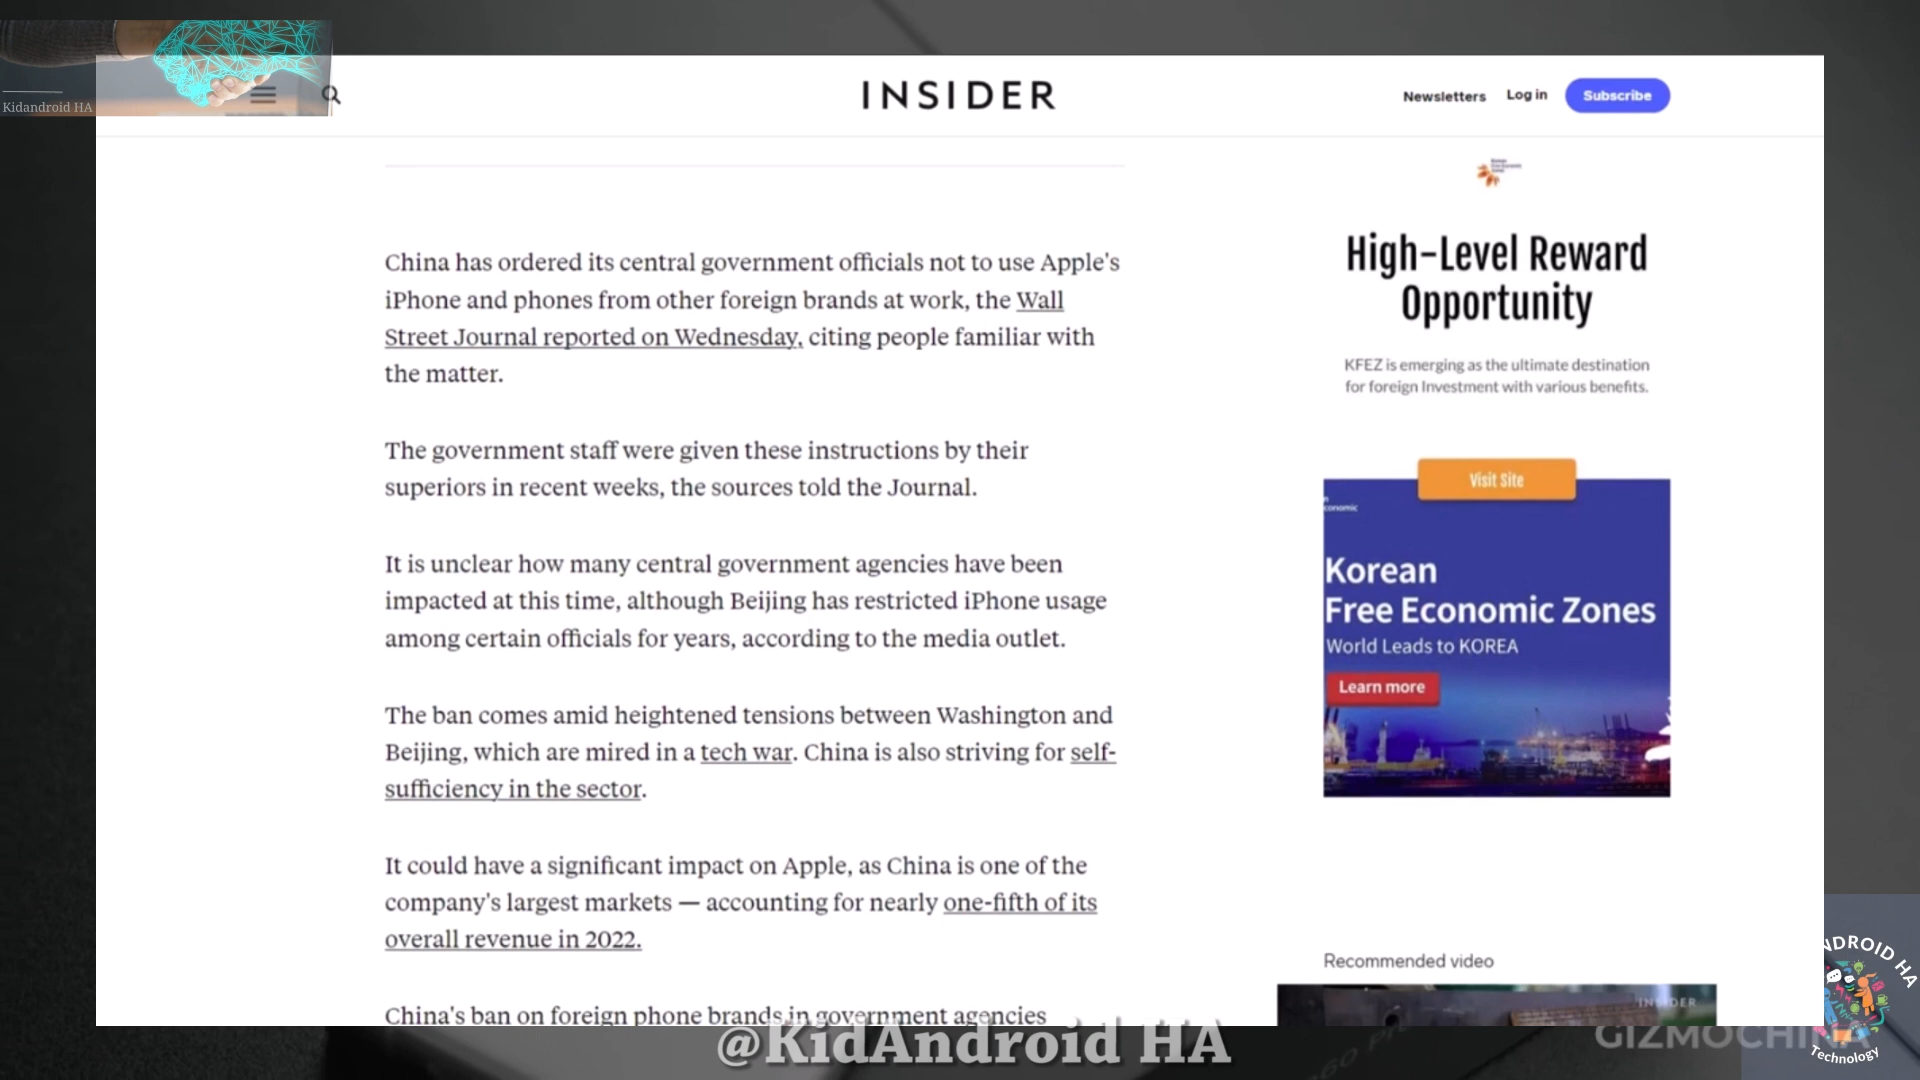 Kidandroid HA
INSIDER
Newsletters
Log in
Subscribe
China has ordered its central government officials not to use Apple's
iPhone and phones from other foreign brands at work, the Wall
Street Journal reported on Wednesday, citing people familiar with
the matter.
The government staff were given these instructions by their
superiors in recent weeks, the sources told the Journal.
It is unclear how many central government agencies have been
impacted at this time, although Beijing has restricted iPhone usage
among certain officials for years, according to the media outlet.
The ban comes amid heightened tensions between Washington and
Beijing, which are mired in a tech war. China is also striving for self-
sufficiency in the sector.
It could have a significant impact on Apple, as China is one of the
company's largest markets — accounting for nearly one-fifth of its
overall revenue in 2022.
China's ban on foreign phone brands in government agencies
High-Level Reward
Opportunity
KFEZ is emerging as the ultimate destination
for foreign Investment with various benefits.
Visit Site
conomic
Korean
Free Economic Zones
World Leads to KOREA
Learn more
Recommended video
INSIDER
@KidAndroid HA
GIZMOCHINA
NDROID HA
Technology